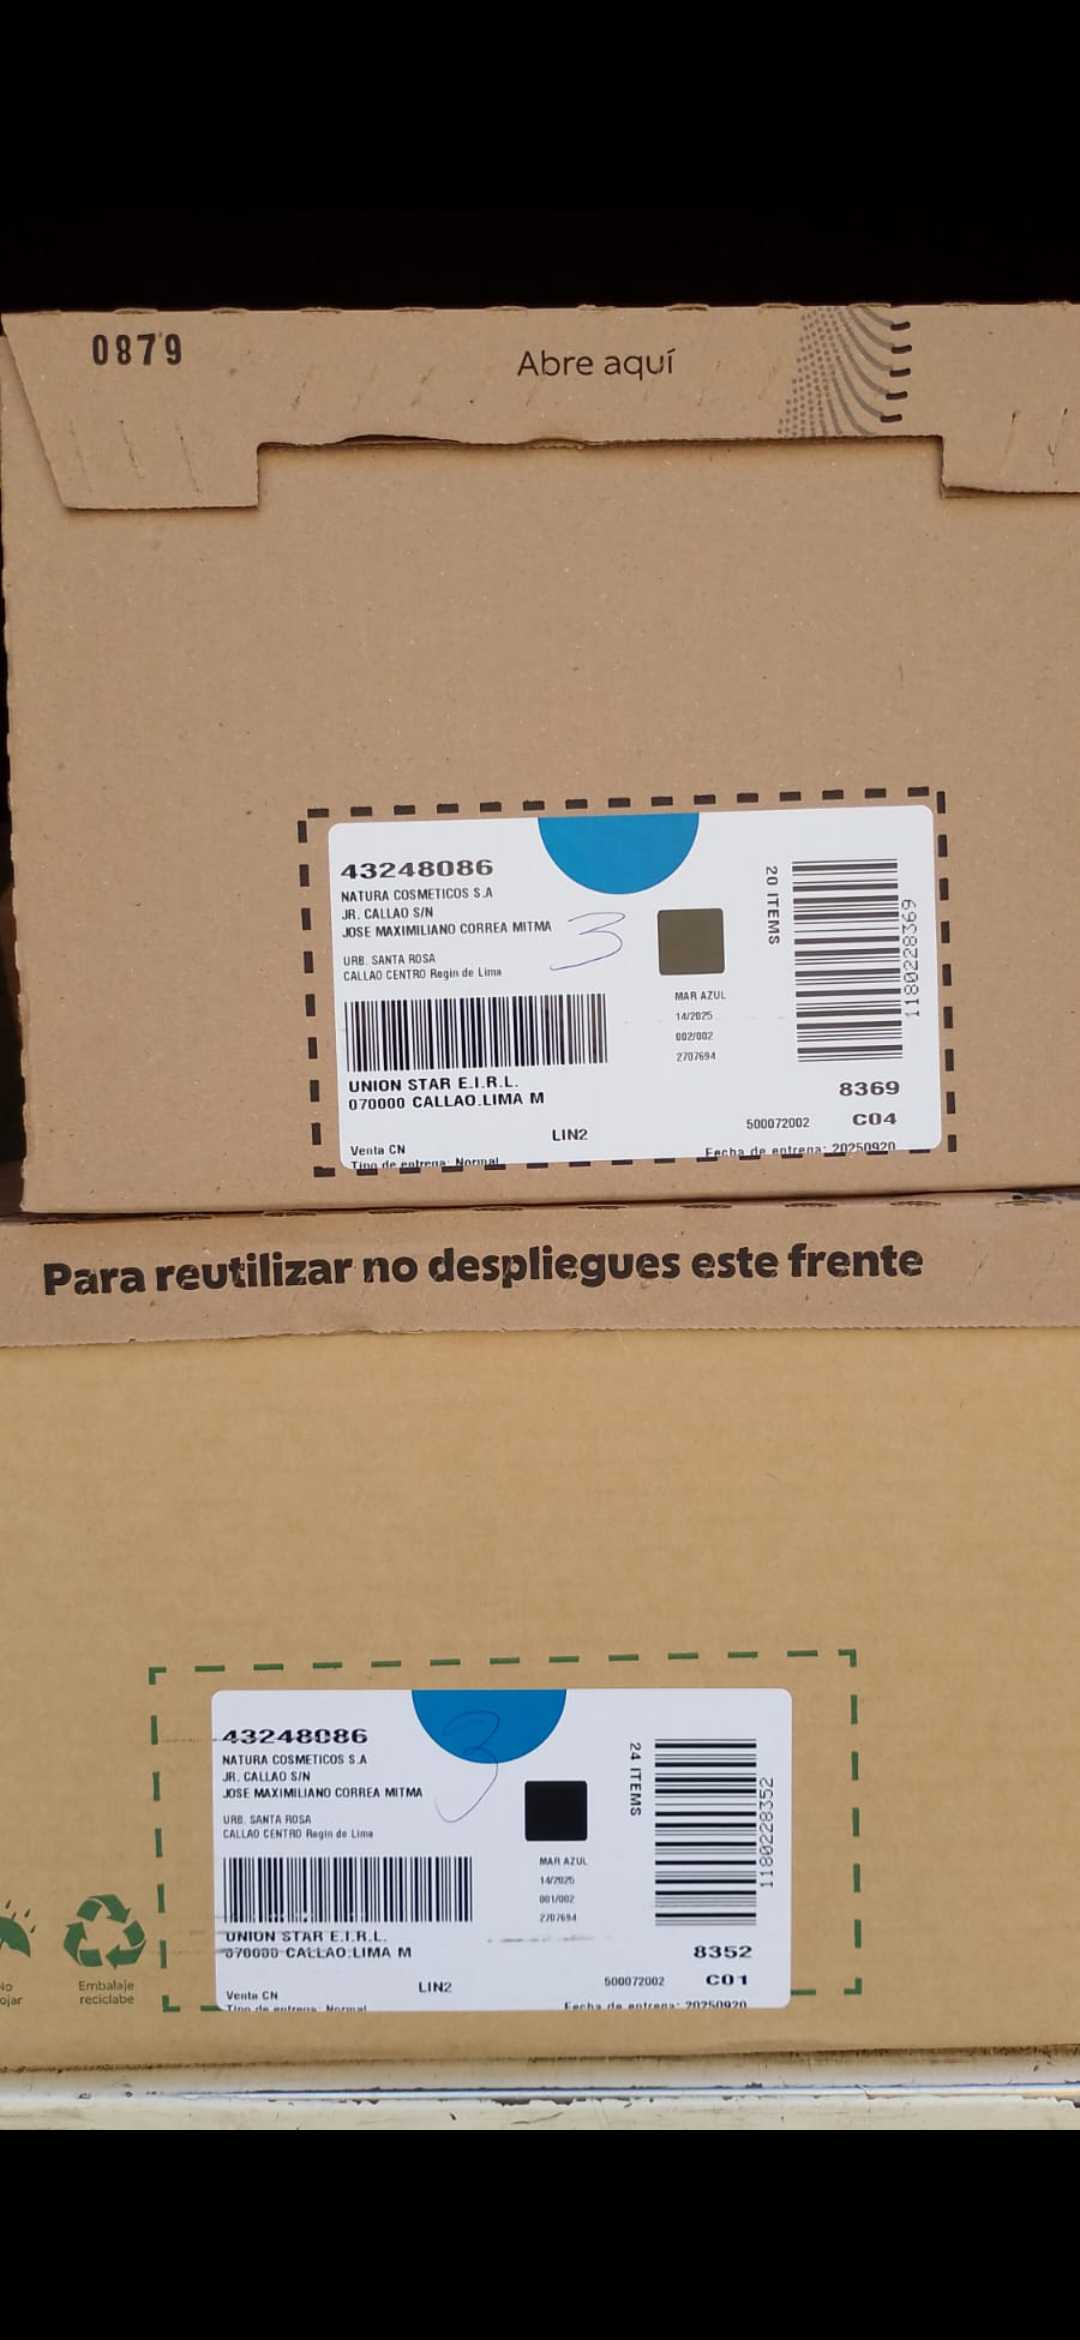 0879
Abre aquí
43248086
NATURA COSMETICOS S.A
JR. CALLAO S/N
JOSE MAXIMILIANO CORREA MITMA
3
URB. SANTA ROSA
CALLAO CENTRO Regin de Lima
20 ITEMS
1180228369
MAR AZUL
14/2025
002/002
2707694
UNION STAR E.I.R.L.
070000 CALLAO.LIMA M
8369
500072002 C04
LIN2
Venta CN
Tipo de entrega: Normal
Fecha de entrega: 20250920
Para reutilizar no despliegues este frente
43248086
NATURA COSMETICOS S.A
JR. CALLAO S/N
JOSE MAXIMILIANO CORREA MITMA
3
URB. SANTA ROSA
CALLAO CENTRO Regin de Lima
24 ITEMS
1180228352
MAR AZUL
14/2025
001/002
2707694
UNION STAR E.I.R.L.
070000 CALLAO.LIMA M
8352
500072002 C01
LIN2
Venta CN
Tipo de entrega: Normal
Fecha de entrega: 20250920
No
ojar
Embalaje
reciclabe